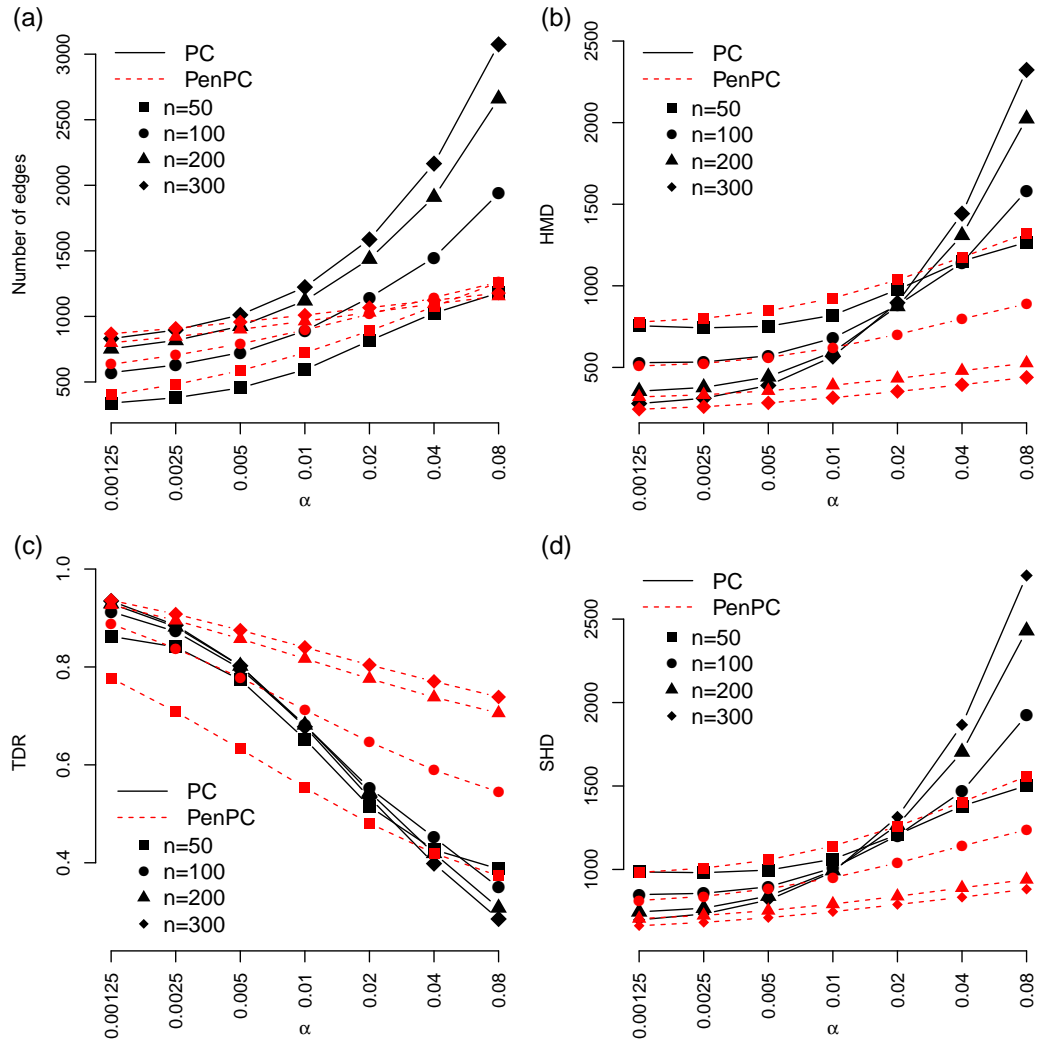 (a)
PC
PenPC
n=50
n=100
n=200
n=300
Number of edges
500
1000
1500
2000
2500
3000
0.00125
0.0025
0.005
0.01
0.02
0.04
0.08
α
(b)
PC
PenPC
n=50
n=100
n=200
n=300
HMD
500
1000
1500
2000
2500
0.00125
0.0025
0.005
0.01
0.02
0.04
0.08
α
(c)
PC
PenPC
n=50
n=100
n=200
n=300
TDR
0.4
0.6
0.8
1.0
0.00125
0.0025
0.005
0.01
0.02
0.04
0.08
α
(d)
PC
PenPC
n=50
n=100
n=200
n=300
SHD
1000
1500
2000
2500
0.00125
0.0025
0.005
0.01
0.02
0.04
0.08
α